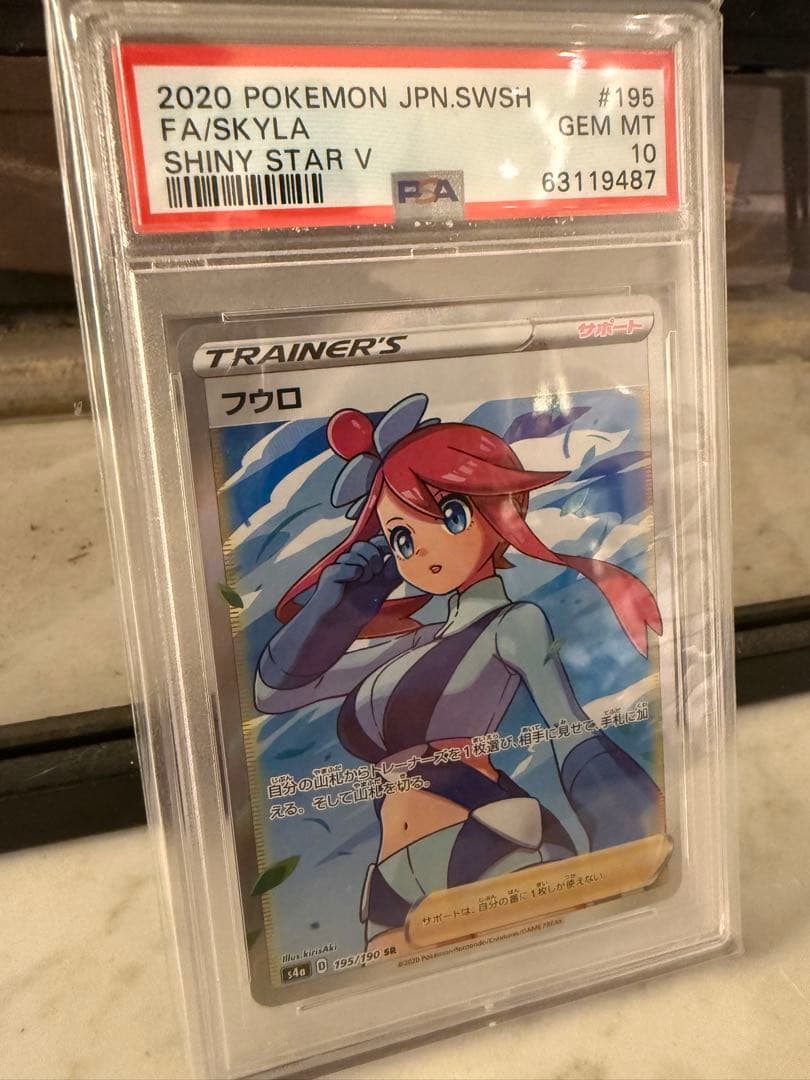 2020 POKEMON JPN.SWSH #195
FA/SKYLA GEM MT
SHINY STAR V 10
PSA 63119487
TRAINER'S サポート
フウロ
自分の山札からトレーナーズを1枚選び、相手に見せて、手札に加
える。そして山札を切る。
サポートは、自分の番に1枚しか使えない。
Illus.kirisAki
s4a D 195/190 SR
©2020 Pokémon/Nintendo/Creatures/GAME FREAK